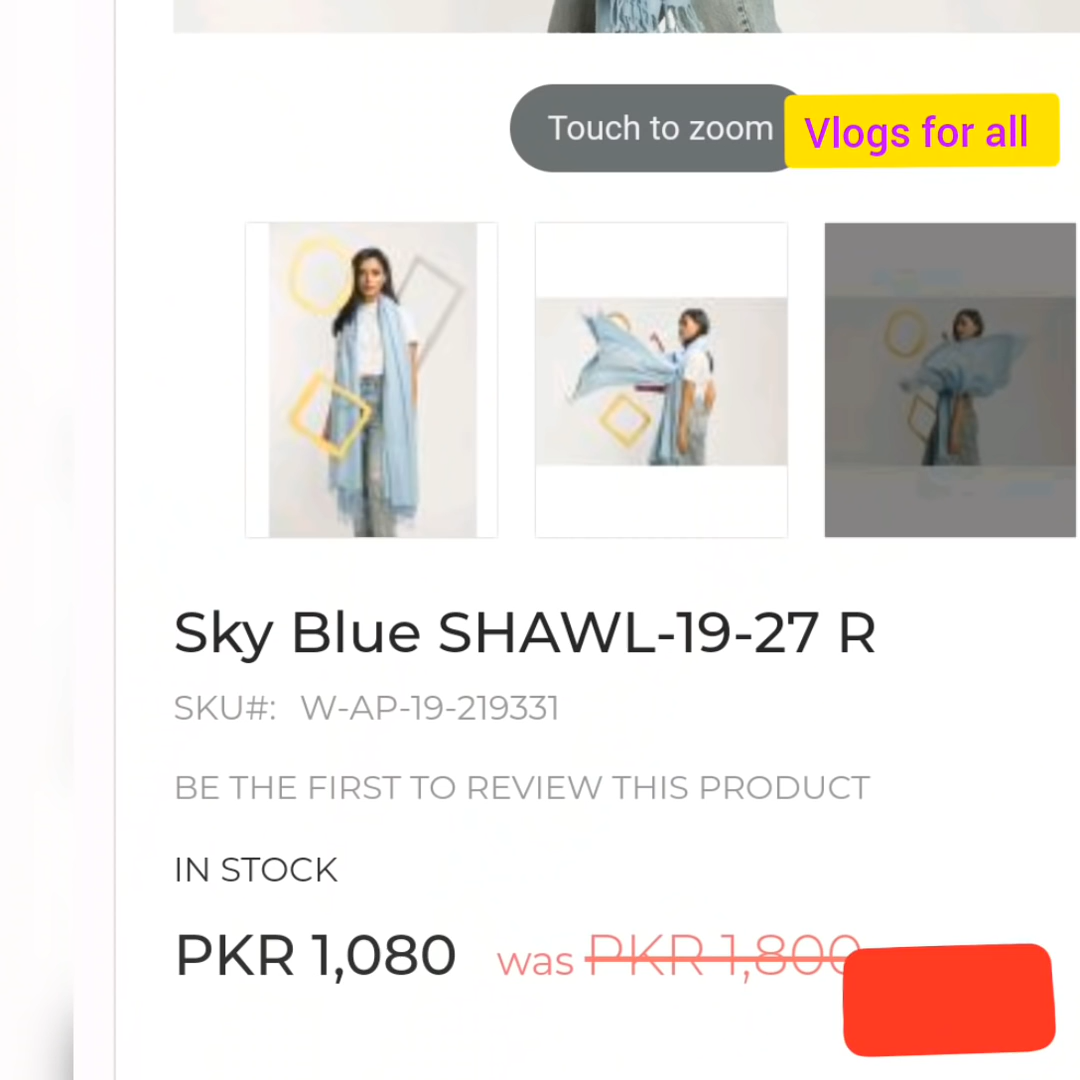 Touch to zoom
Vlogs for all
Sky Blue SHAWL-19-27 R
SKU#: W-AP-19-219331
BE THE FIRST TO REVIEW THIS PRODUCT
IN STOCK
PKR 1,080 was PKR 1,800